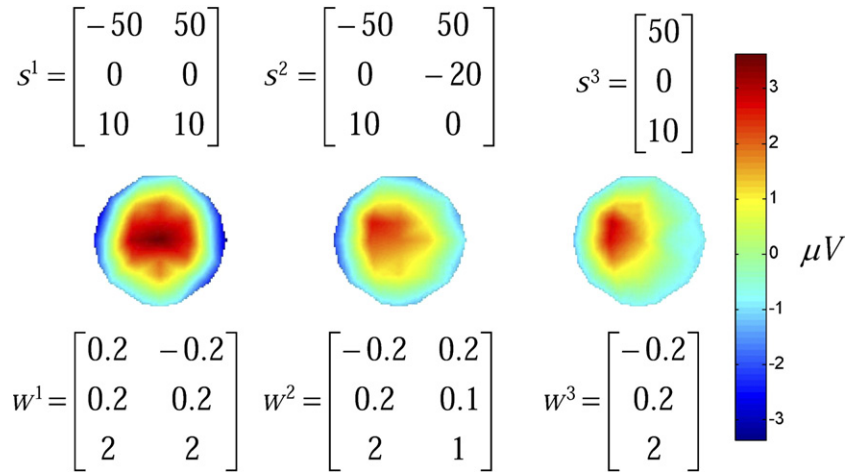 s¹ = [-50 50; 0 0; 10 10]
s² = [-50 50; 0 -20; 10 0]
s³ = [50; 0; 10]
3
2
1
0
-1
-2
-3
μV
w¹ = [0.2 -0.2; 0.2 0.2; 2 2]
w² = [-0.2 0.2; 0.2 0.1; 2 1]
w³ = [-0.2; 0.2; 2]